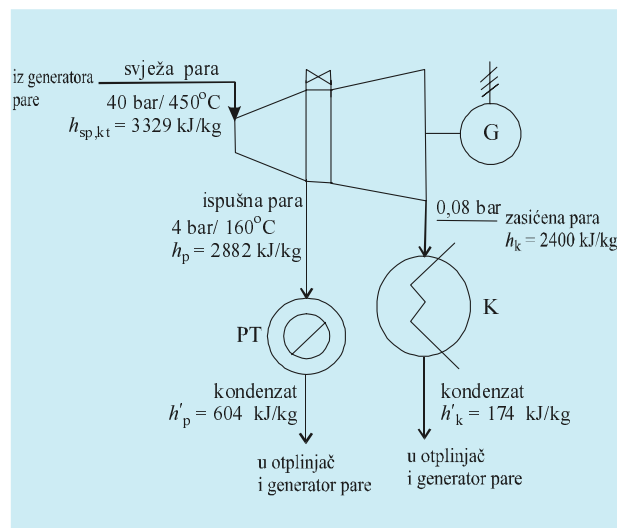 iz generatora
pare
svježa para
40 bar/ 450°C
h_sp,kt = 3329 kJ/kg
G
ispušna para
4 bar/ 160°C
h_p = 2882 kJ/kg
0,08 bar
zasićena para
h_k = 2400 kJ/kg
PT
K
kondenzat
h'_p = 604 kJ/kg
kondenzat
h'_k = 174 kJ/kg
u otplinjač
i generator pare
u otplinjač
i generator pare